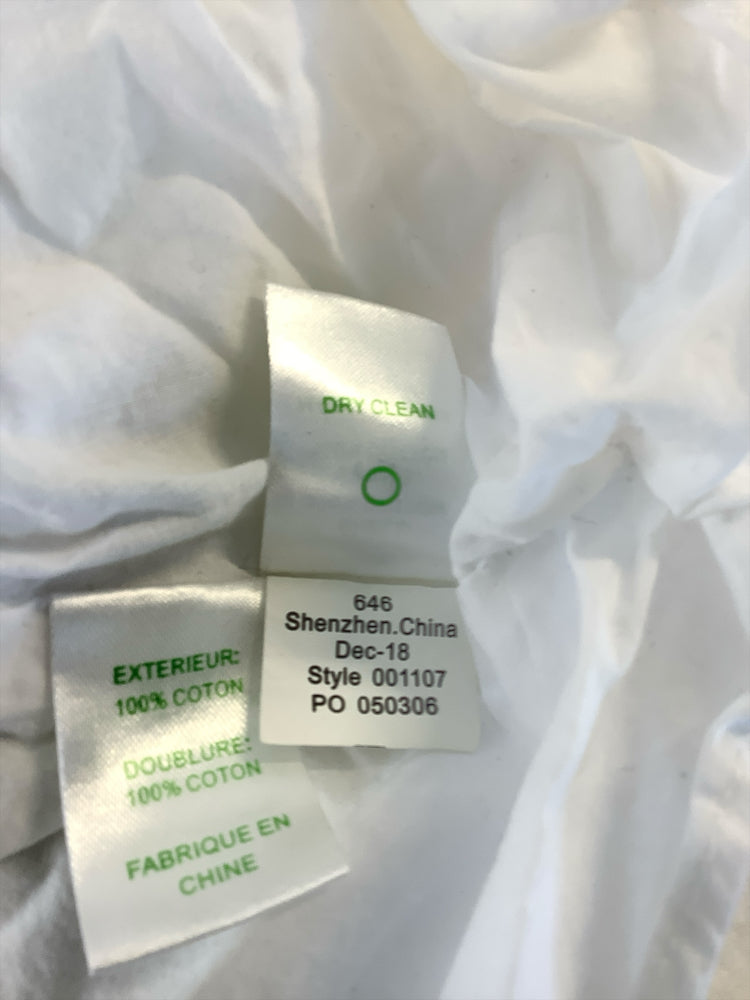 DRY CLEAN
646
Shenzhen.China
Dec-18
Style 001107
PO 050306
EXTERIEUR:
100% COTON
DOUBLURE:
100% COTON
FABRIQUE EN
CHINE